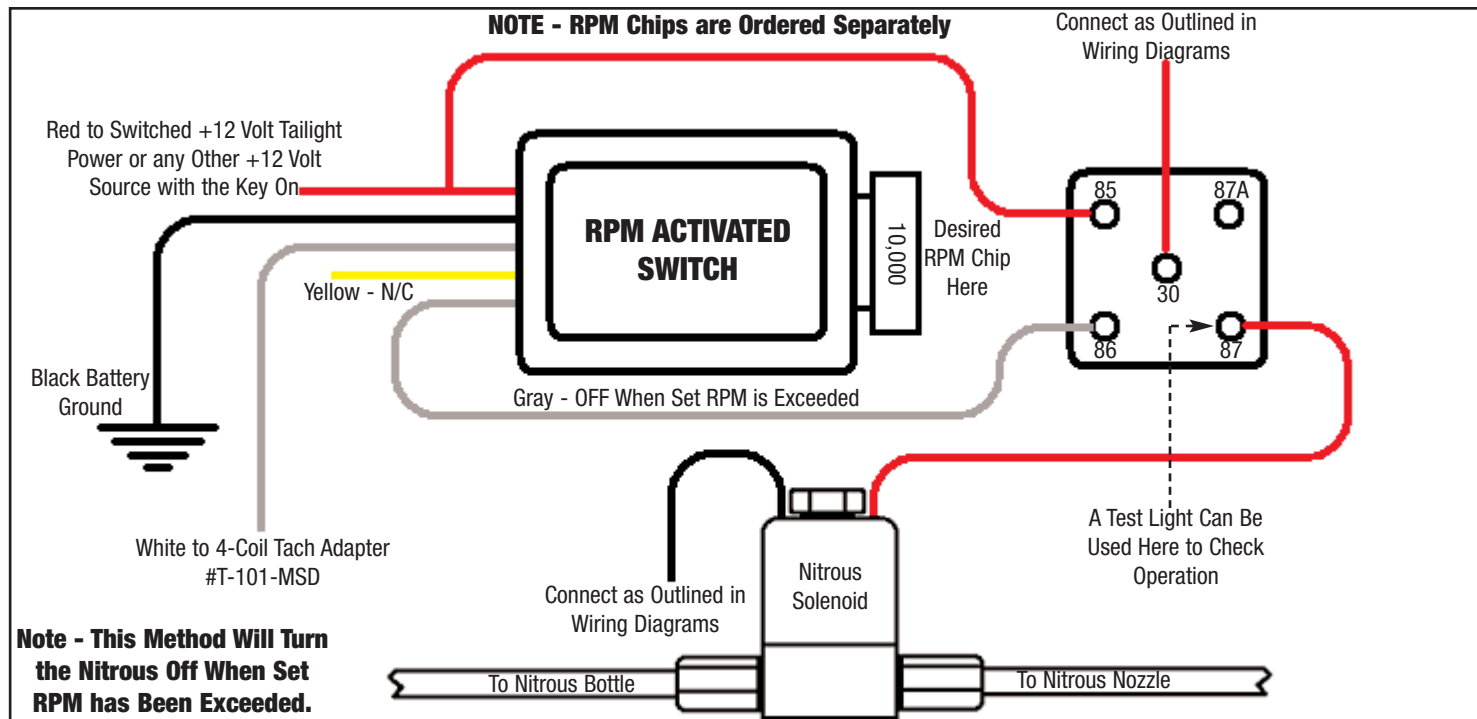 NOTE - RPM Chips are Ordered Separately
Connect as Outlined in
Wiring Diagrams
Red to Switched +12 Volt Tailight
Power or any Other +12 Volt
Source with the Key On
RPM ACTIVATED
SWITCH
10,000
Desired
RPM Chip
Here
85
87A
30
86
87
Yellow - N/C
Black Battery
Ground
Gray - OFF When Set RPM is Exceeded
White to 4-Coil Tach Adapter
#T-101-MSD
Connect as Outlined in
Wiring Diagrams
Nitrous
Solenoid
A Test Light Can Be
Used Here to Check
Operation
Note - This Method Will Turn
the Nitrous Off When Set
RPM has Been Exceeded.
To Nitrous Bottle
To Nitrous Nozzle